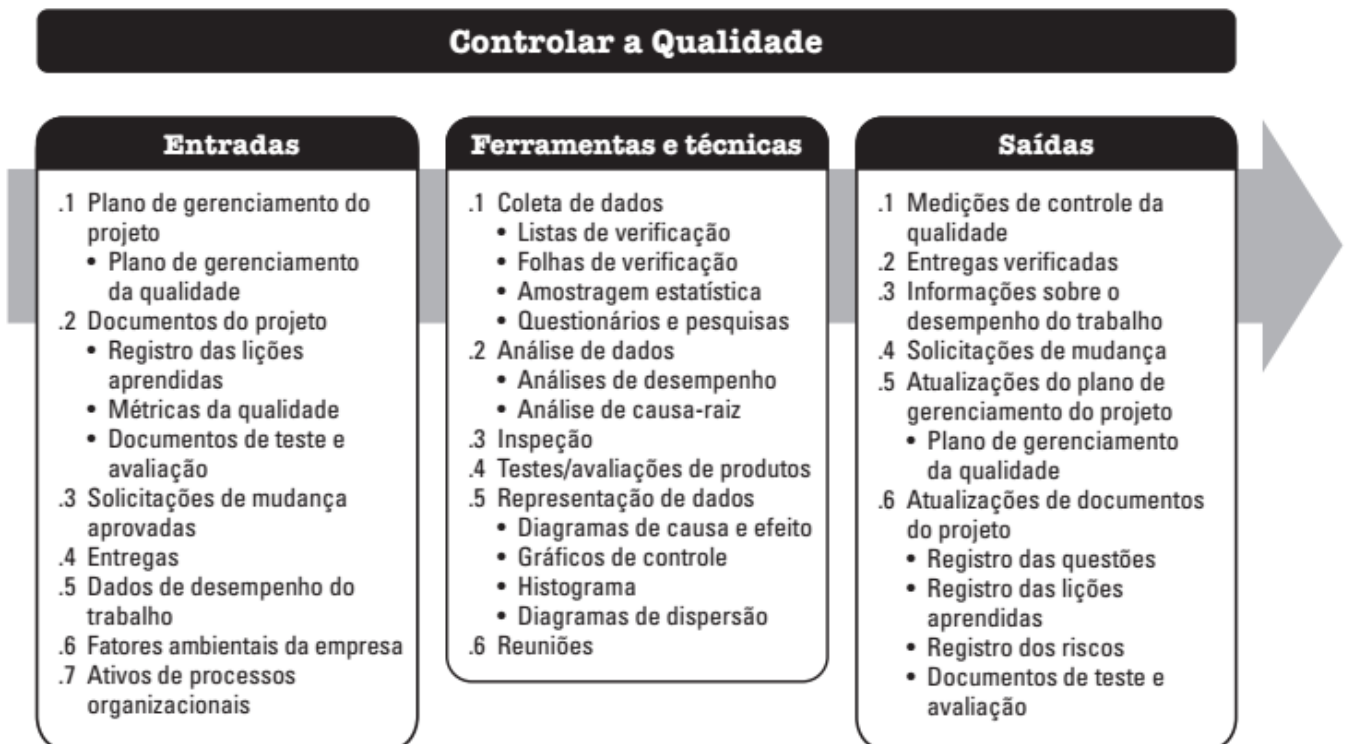 Controlar a Qualidade
Entradas
.1 Plano de gerenciamento do
projeto
• Plano de gerenciamento
da qualidade
.2 Documentos do projeto
• Registro das lições
aprendidas
• Métricas da qualidade
• Documentos de teste e
avaliação
.3 Solicitações de mudança
aprovadas
.4 Entregas
.5 Dados de desempenho do
trabalho
.6 Fatores ambientais da empresa
.7 Ativos de processos
organizacionais
Ferramentas e técnicas
.1 Coleta de dados
• Listas de verificação
• Folhas de verificação
• Amostragem estatística
• Questionários e pesquisas
.2 Análise de dados
• Análises de desempenho
• Análise de causa-raiz
.3 Inspeção
.4 Testes/avaliações de produtos
.5 Representação de dados
• Diagramas de causa e efeito
• Gráficos de controle
• Histograma
• Diagramas de dispersão
.6 Reuniões
Saídas
.1 Medições de controle da
qualidade
.2 Entregas verificadas
.3 Informações sobre o
desempenho do trabalho
.4 Solicitações de mudança
.5 Atualizações do plano de
gerenciamento do projeto
• Plano de gerenciamento
da qualidade
.6 Atualizações de documentos
do projeto
• Registro das questões
• Registro das lições
aprendidas
• Registro dos riscos
• Documentos de teste e
avaliação